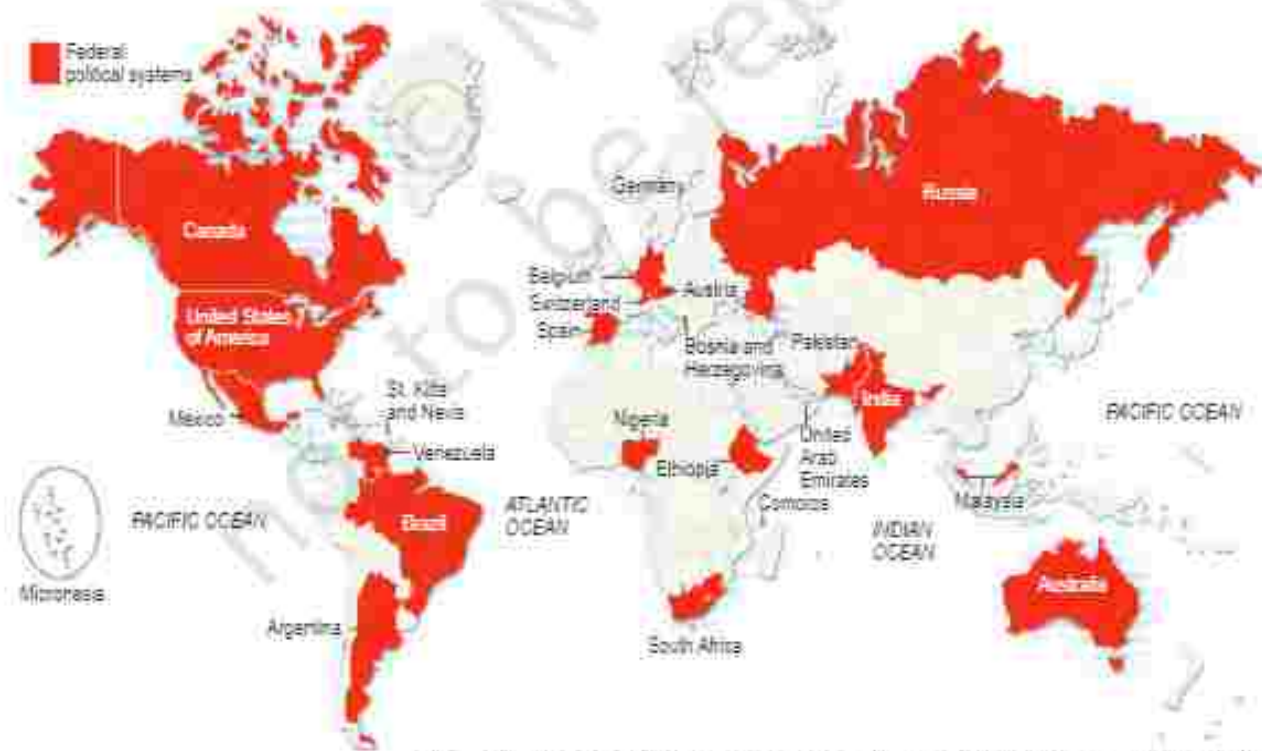 Federal
political systems
Canada
United States
of America
Mexico
St. Kitts
and Nevis
Venezuela
Brazil
Argentina
Micronesia
PACIFIC OCEAN
ATLANTIC
OCEAN
Germany
Belgium
Switzerland
Spain
Austria
Bosnia and
Herzegovina
Russia
Pakistan
India
Nigeria
Ethiopia
United
Arab
Emirates
Comoros
Malaysia
INDIAN
OCEAN
PACIFIC OCEAN
Australia
South Africa